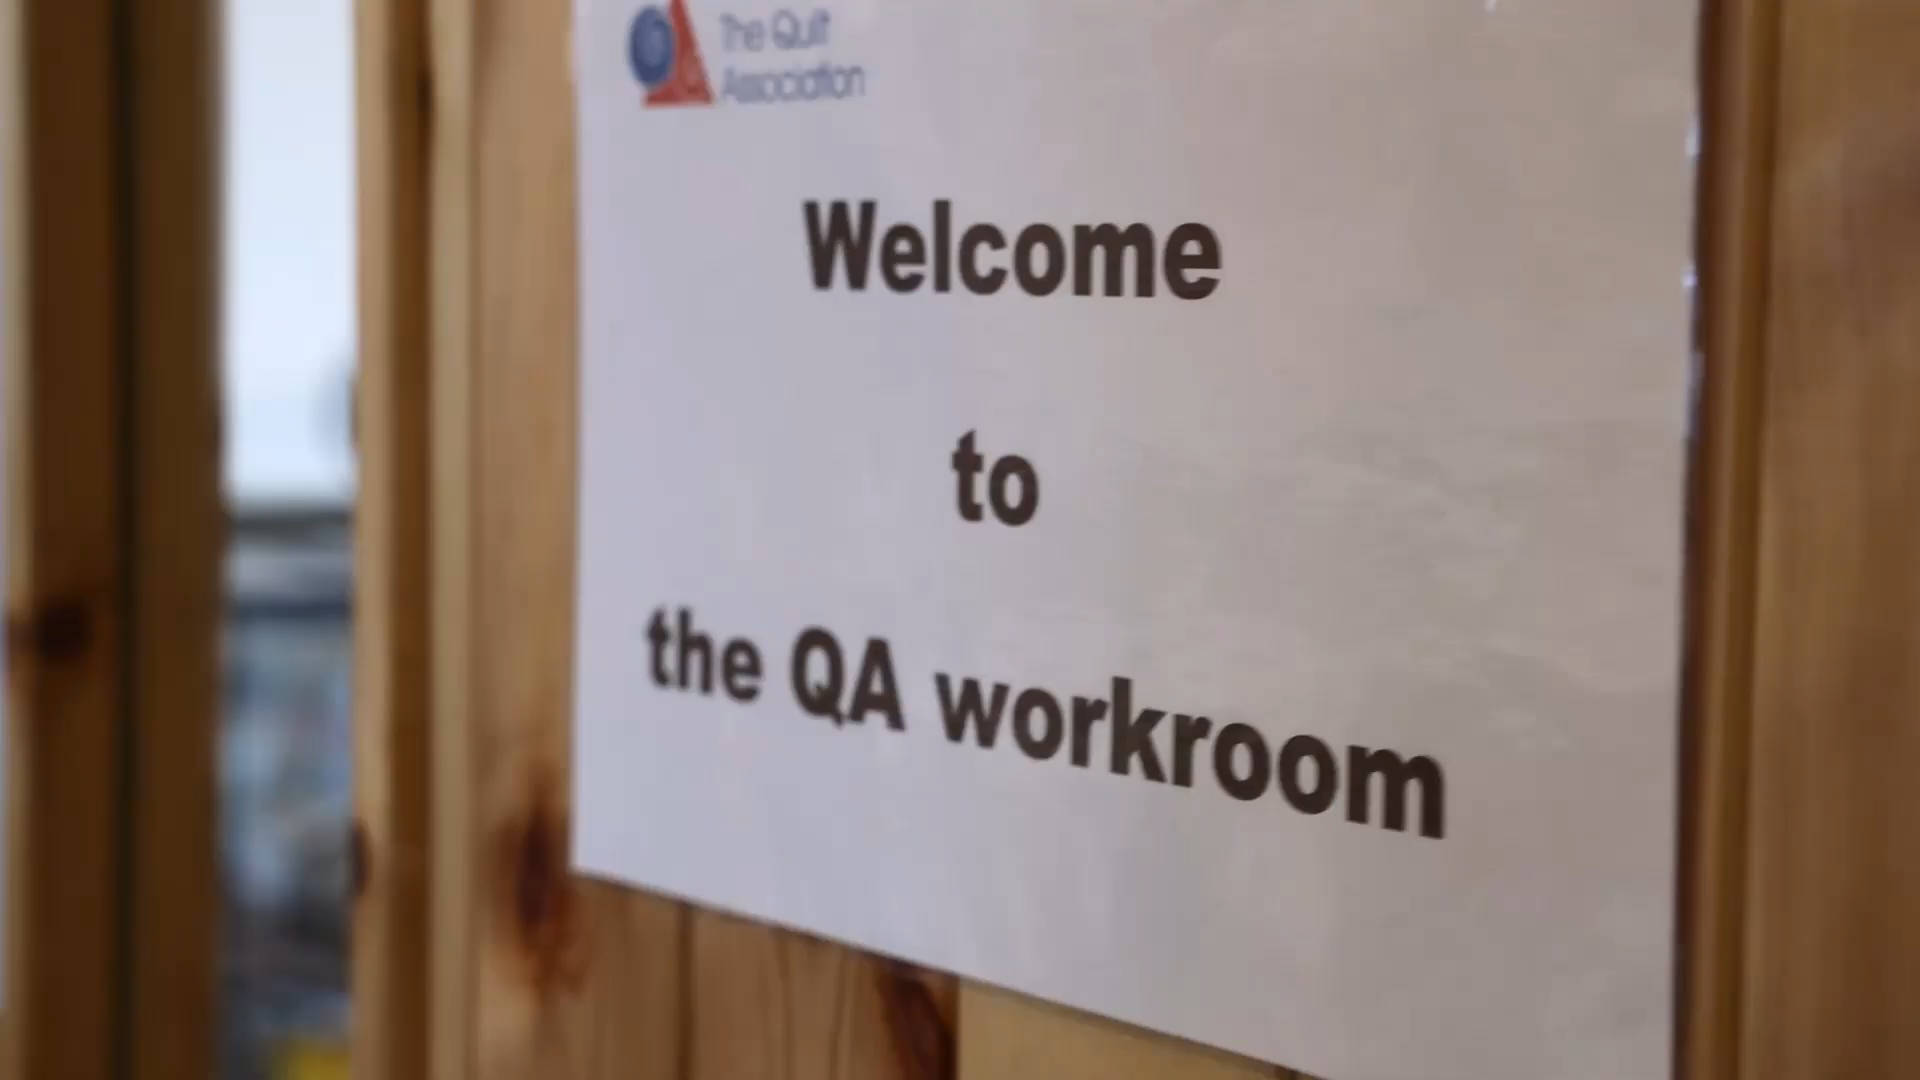 The Quilt
Association
Welcome
to
the QA workroom